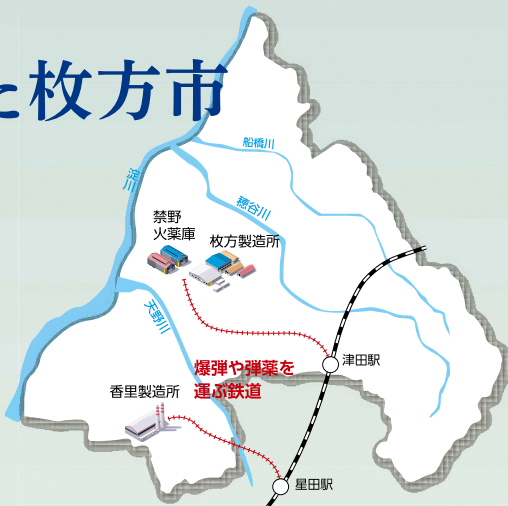 と枚方市
船橋川
淀川
穂谷川
禁野
火薬庫
枚方製造所
天野川
爆弾や弾薬を
運ぶ鉄道
津田駅
香里製造所
星田駅